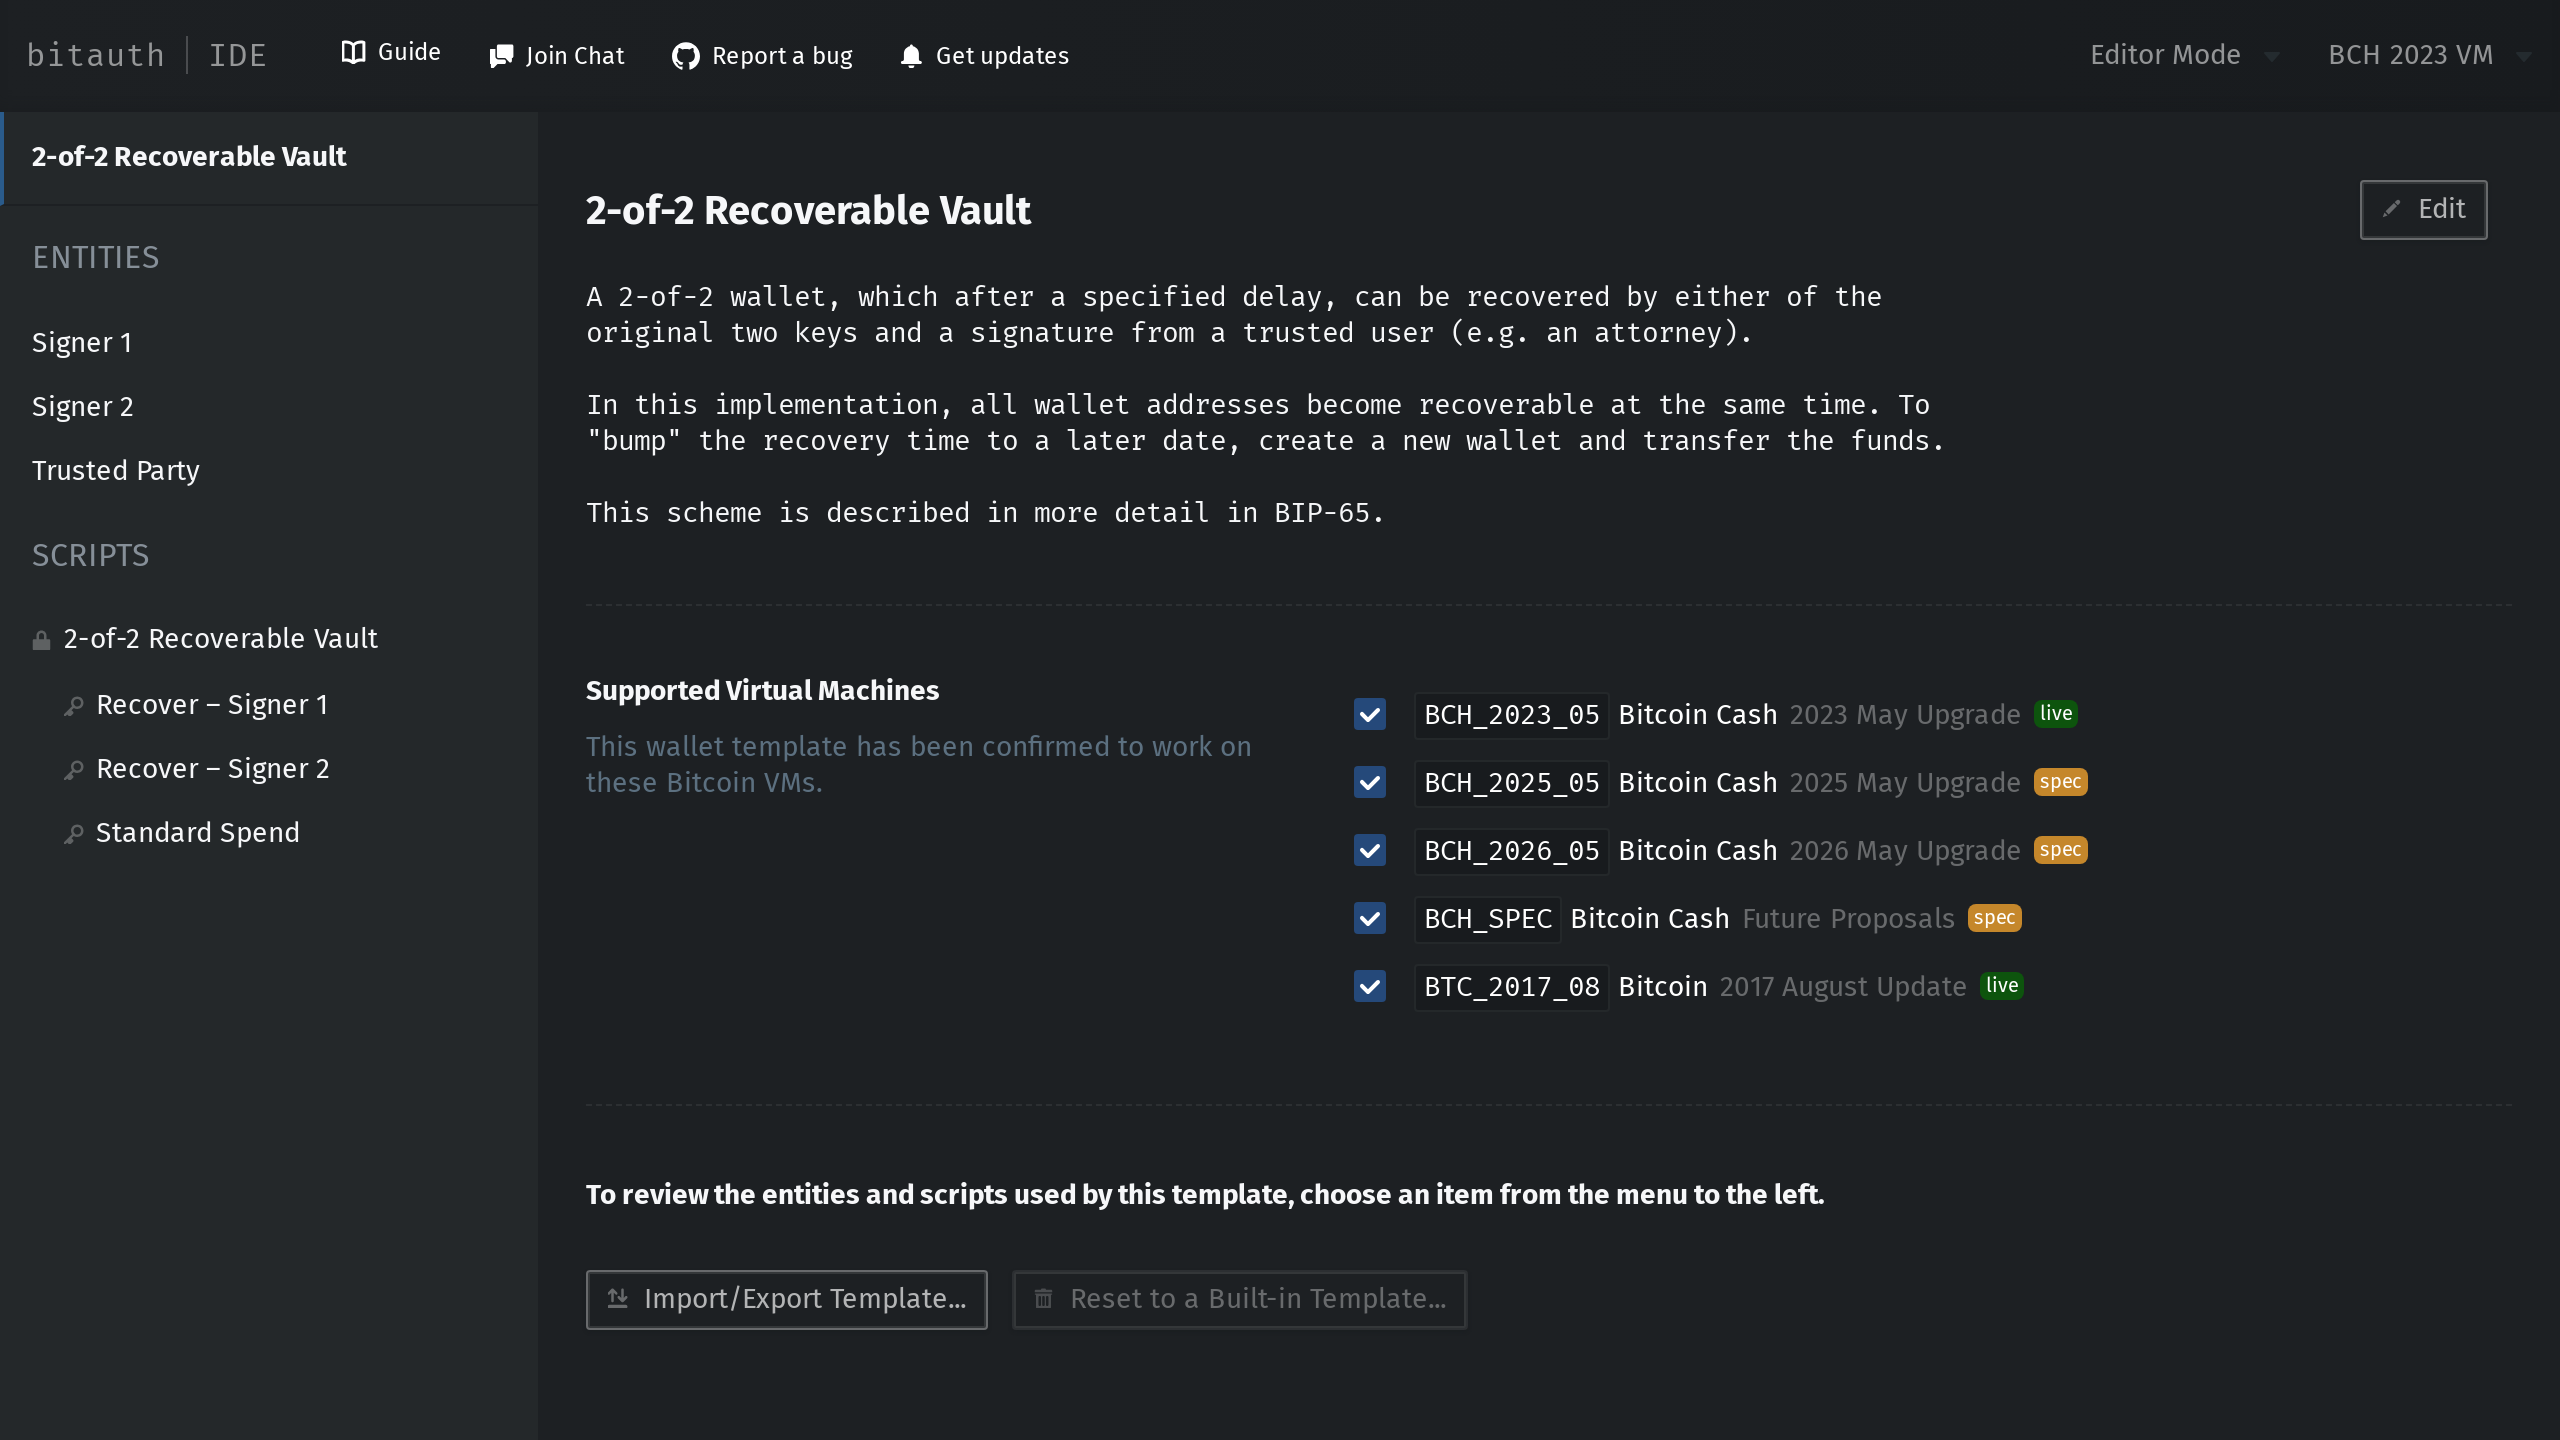 bitauth | IDE
Guide
Join Chat
Report a bug
Get updates
Editor Mode
BCH 2023 VM
2-of-2 Recoverable Vault
ENTITIES
Signer 1
Signer 2
Trusted Party
SCRIPTS
2-of-2 Recoverable Vault
Recover – Signer 1
Recover – Signer 2
Standard Spend
2-of-2 Recoverable Vault
Edit
A 2-of-2 wallet, which after a specified delay, can be recovered by either of the
original two keys and a signature from a trusted user (e.g. an attorney).
In this implementation, all wallet addresses become recoverable at the same time. To
"bump" the recovery time to a later date, create a new wallet and transfer the funds.
This scheme is described in more detail in BIP-65.
Supported Virtual Machines
This wallet template has been confirmed to work on
these Bitcoin VMs.
BCH_2023_05 Bitcoin Cash 2023 May Upgrade live
BCH_2025_05 Bitcoin Cash 2025 May Upgrade spec
BCH_2026_05 Bitcoin Cash 2026 May Upgrade spec
BCH_SPEC Bitcoin Cash Future Proposals spec
BTC_2017_08 Bitcoin 2017 August Update live
To review the entities and scripts used by this template, choose an item from the menu to the left.
Import/Export Template...
Reset to a Built-in Template...